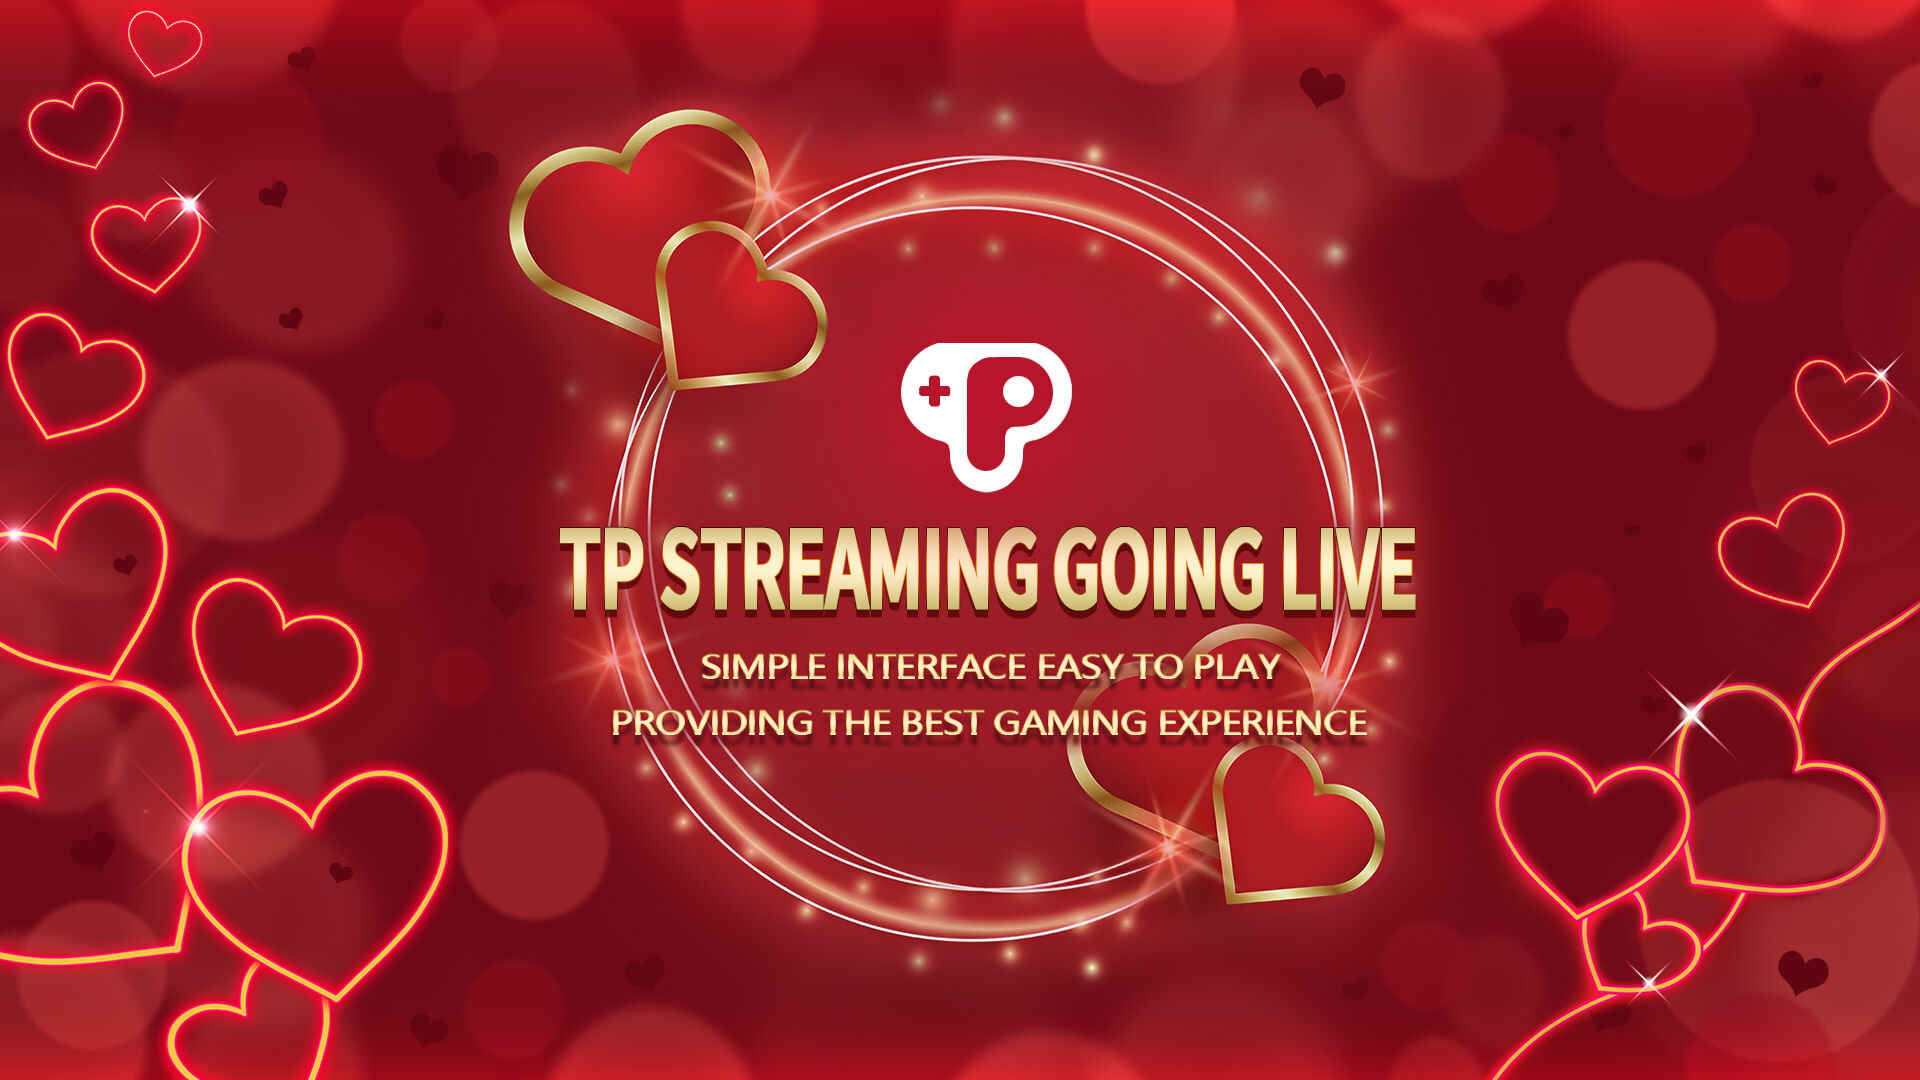 TP STREAMING GOING LIVE
SIMPLE INTERFACE EASY TO PLAY
PROVIDING THE BEST GAMING EXPERIENCE